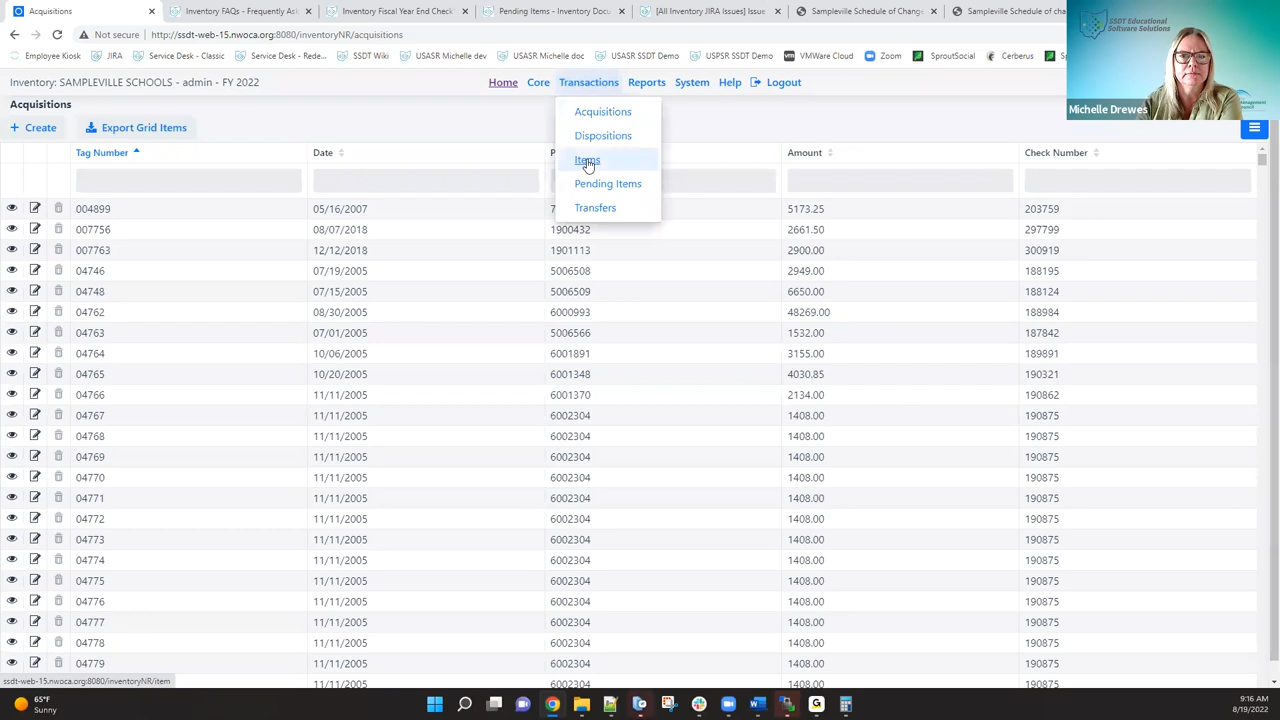 Acquisitions
Inventory FAQs - Frequently Ask
Inventory Fiscal Year End Check
Pending Items - Inventory Docu
[All Inventory JIRA Issues] Issue
Sampleville Schedule of Change
Sampleville Schedule of cha
Not secure
http://ssdt-web-15.nwoca.org:8080/inventoryNR/acquisitions
Employee Kiosk JIRA Service Desk - Classic Service Desk - Rede... SSDT Wiki USASR Michelle dev USASR Michelle doc USASR SSDT Demo USPSR SSDT Demo VMWare Cloud Zoom SproutSocial Cerberus
SSDT Educational
Software Solutions
Michelle Drewes
Inventory: SAMPLEVILLE SCHOOLS - admin - FY 2022
Home Core Transactions Reports System Help Logout
Acquisitions
Create Export Grid Items
Acquisitions
Dispositions
Items
Pending Items
Transfers
Tag Number Date P Amount Check Number
004899 05/16/2007 7 5173.25 203759
007756 08/07/2018 1900432 2661.50 297799
007763 12/12/2018 1901113 2900.00 300919
04746 07/19/2005 5006508 2949.00 188195
04748 07/15/2005 5006509 6650.00 188124
04762 08/30/2005 6000993 48269.00 188984
04763 07/01/2005 5006566 1532.00 187842
04764 10/06/2005 6001891 3155.00 189891
04765 10/20/2005 6001348 4030.85 190321
04766 11/11/2005 6001370 2134.00 190862
04767 11/11/2005 6002304 1408.00 190875
04768 11/11/2005 6002304 1408.00 190875
04769 11/11/2005 6002304 1408.00 190875
04770 11/11/2005 6002304 1408.00 190875
04771 11/11/2005 6002304 1408.00 190875
04772 11/11/2005 6002304 1408.00 190875
04773 11/11/2005 6002304 1408.00 190875
04774 11/11/2005 6002304 1408.00 190875
04775 11/11/2005 6002304 1408.00 190875
04776 11/11/2005 6002304 1408.00 190875
04777 11/11/2005 6002304 1408.00 190875
04778 11/11/2005 6002304 1408.00 190875
04779 11/11/2005 6002304 1408.00 190875
11/11/2005 6002304 1408.00 190875
ssdt-web-15.nwoca.org:8080/inventoryNR/item
65°F
Sunny
9:16 AM
8/19/2022